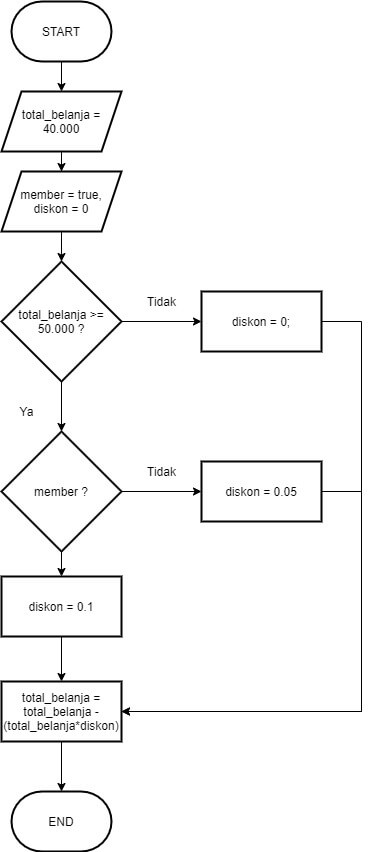 START
total_belanja =
40.000
member = true,
diskon = 0
total_belanja >=
50.000 ?
Tidak
diskon = 0;
Ya
member ?
Tidak
diskon = 0.05
diskon = 0.1
total_belanja =
total_belanja -
(total_belanja*diskon)
END